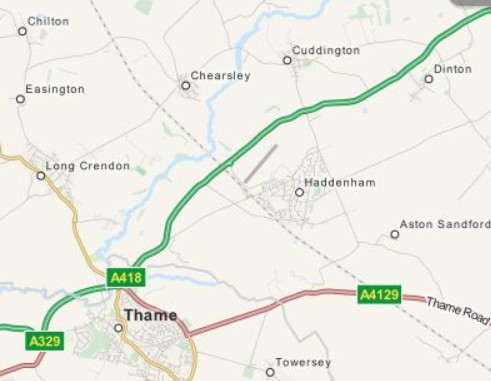 Chilton
Cuddington
Dinton
Chearsley
Easington
Long Crendon
Haddenham
Aston Sandford
A418
A4129
Thame Road
Thame
A329
Towersey